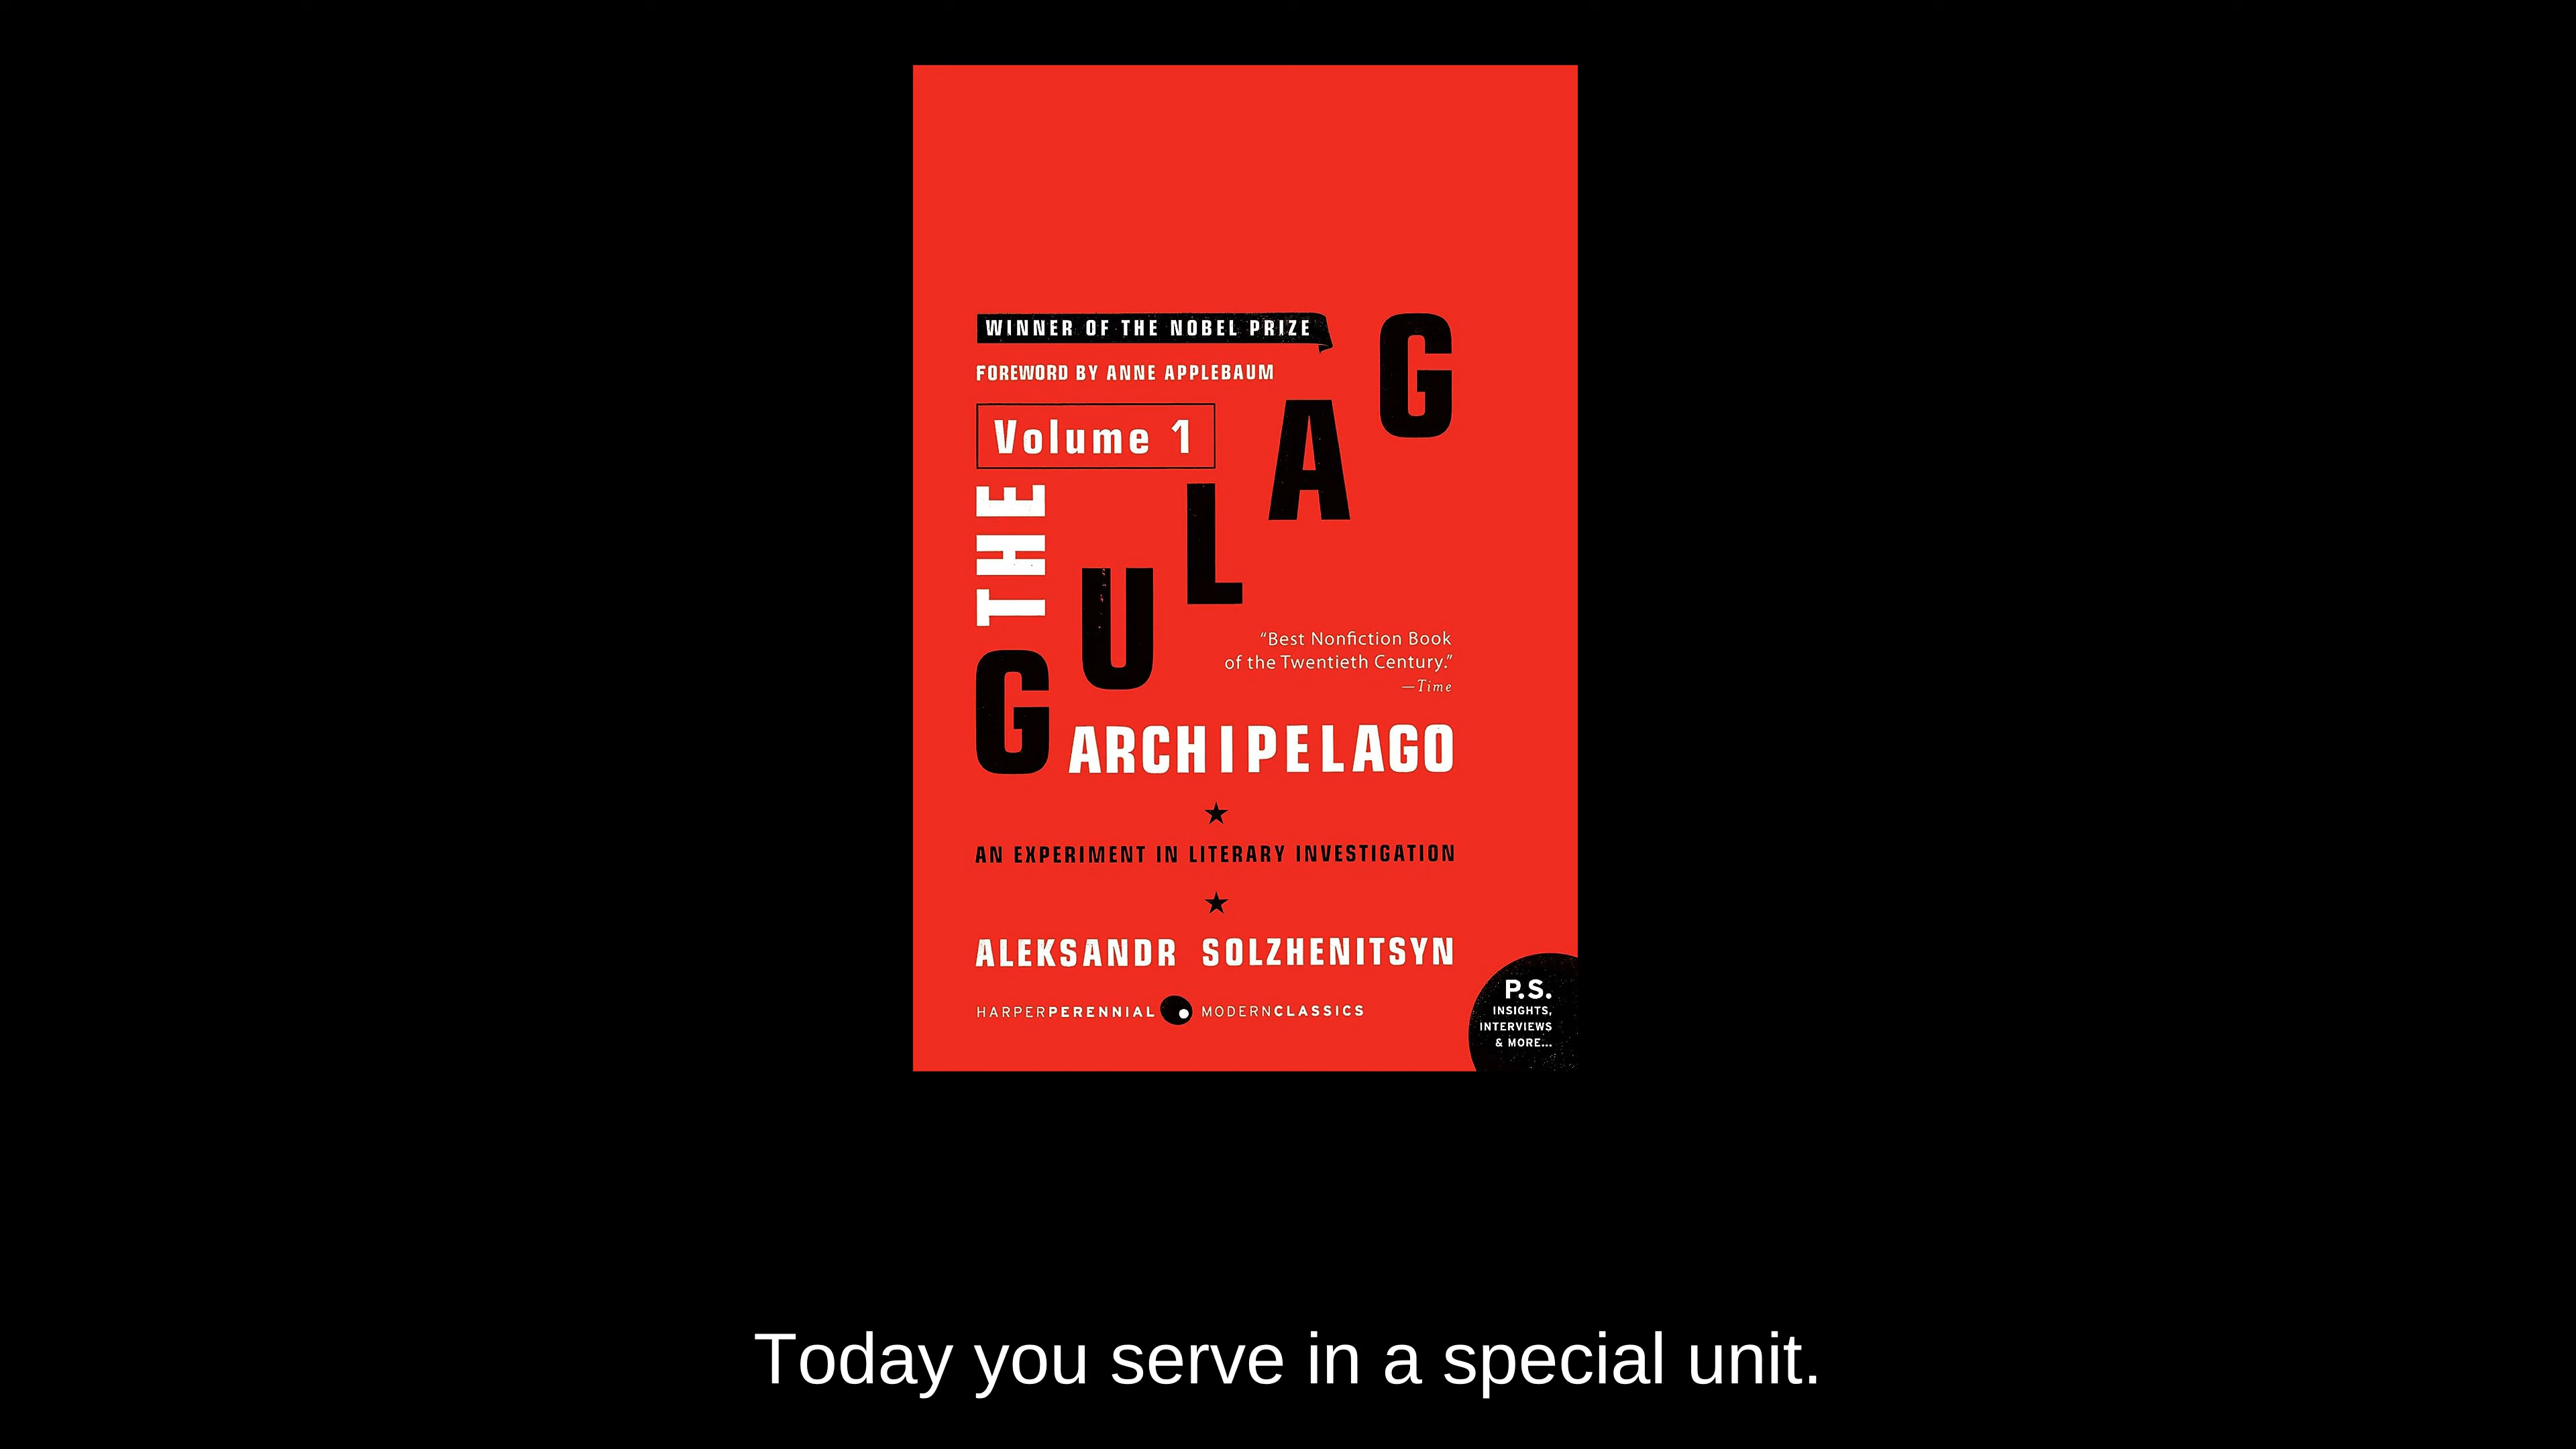 WINNER OF THE NOBEL PRIZE
FOREWORD BY ANNE APPLEBAUM
Volume 1
THE
GULAG
ARCHIPELAGO
"Best Nonfiction Book
of the Twentieth Century."
—Time
AN EXPERIMENT IN LITERARY INVESTIGATION
ALEKSANDR SOLZHENITSYN
HARPERPERENNIAL MODERNCLASSICS
P.S.
INSIGHTS,
INTERVIEWS
& MORE...
Today you serve in a special unit.